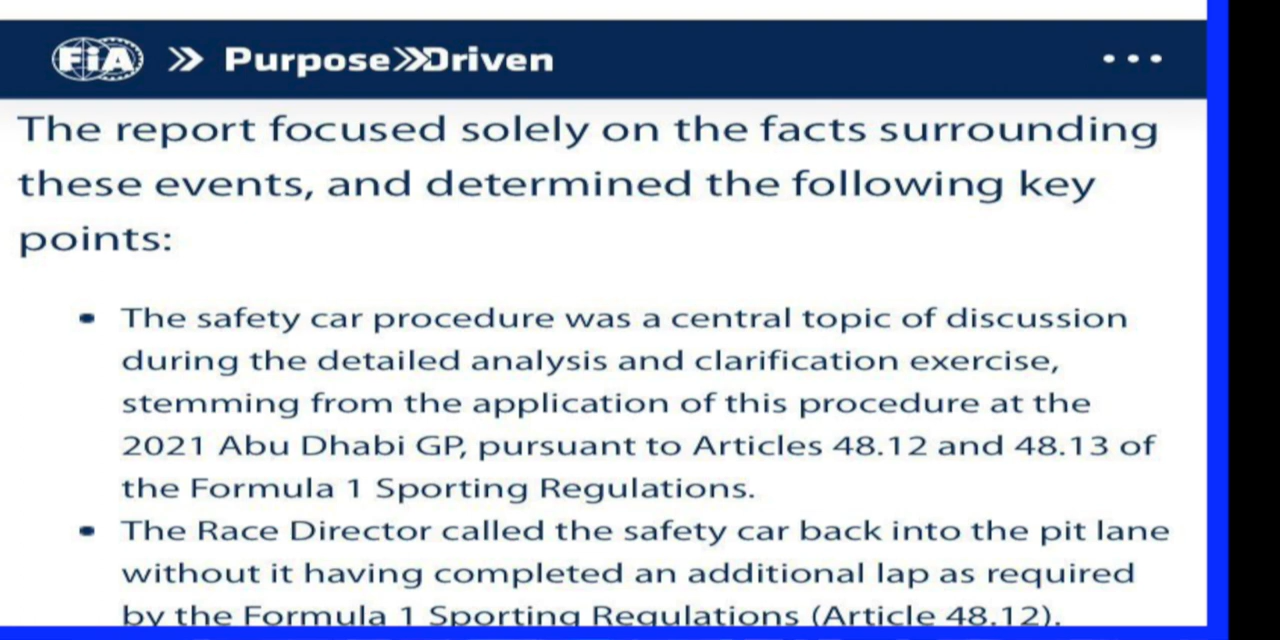 FiA Purpose Driven
The report focused solely on the facts surrounding
these events, and determined the following key
points:
The safety car procedure was a central topic of discussion
during the detailed analysis and clarification exercise,
stemming from the application of this procedure at the
2021 Abu Dhabi GP, pursuant to Articles 48.12 and 48.13 of
the Formula 1 Sporting Regulations.
The Race Director called the safety car back into the pit lane
without it having completed an additional lap as required
by the Formula 1 Sporting Regulations (Article 48.12).